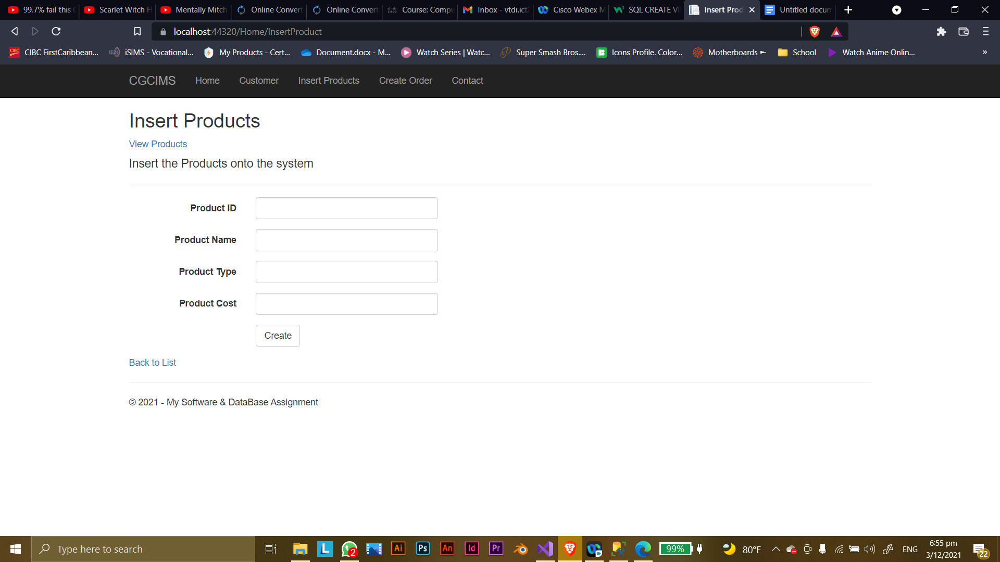 99.7% fail this
Scarlet Witch H
Mentally Mitch
Online Convert
Online Convert
Course: Compu
Inbox - vtdi.ict2
Cisco Webex M
SQL CREATE VI
Insert Prod
Untitled docum
localhost:44320/Home/InsertProduct
CIBC FirstCaribbean...
iSIMS - Vocational...
My Products - Cert...
Document.docx - M...
Watch Series | Watc...
Super Smash Bros....
Icons Profile. Color...
Motherboards
School
Watch Anime Onlin...
»
CGCIMS
Home
Customer
Insert Products
Create Order
Contact
Insert Products
View Products
Insert the Products onto the system
Product ID
Product Name
Product Type
Product Cost
Create
Back to List
© 2021 - My Software & DataBase Assignment
Type here to search
L
2
Ai
Ps
An
Id
Pr
99%
80°F
ENG
6:55 pm
3/12/2021
22